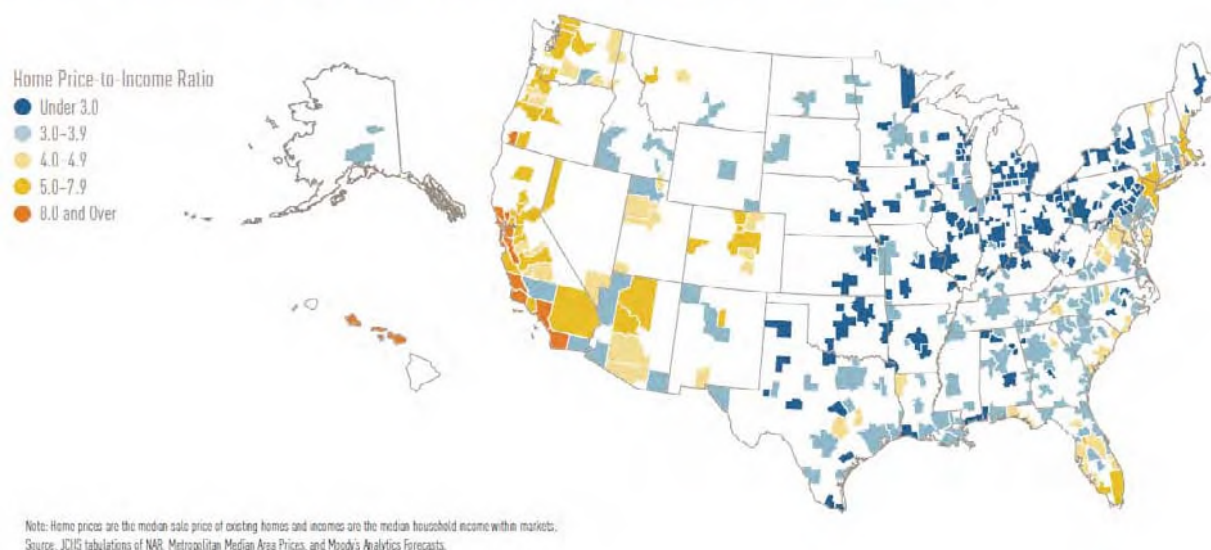 Home Price-to-Income Ratio
Under 3.0
3.0–3.9
4.0–4.9
5.0–7.9
8.0 and Over
Note: Home prices are the median sale price of existing homes and incomes are the median household income within markets.
Source: JCHS tabulations of NAR, Metropolitan Median Area Prices, and Moody's Analytics Forecasts.